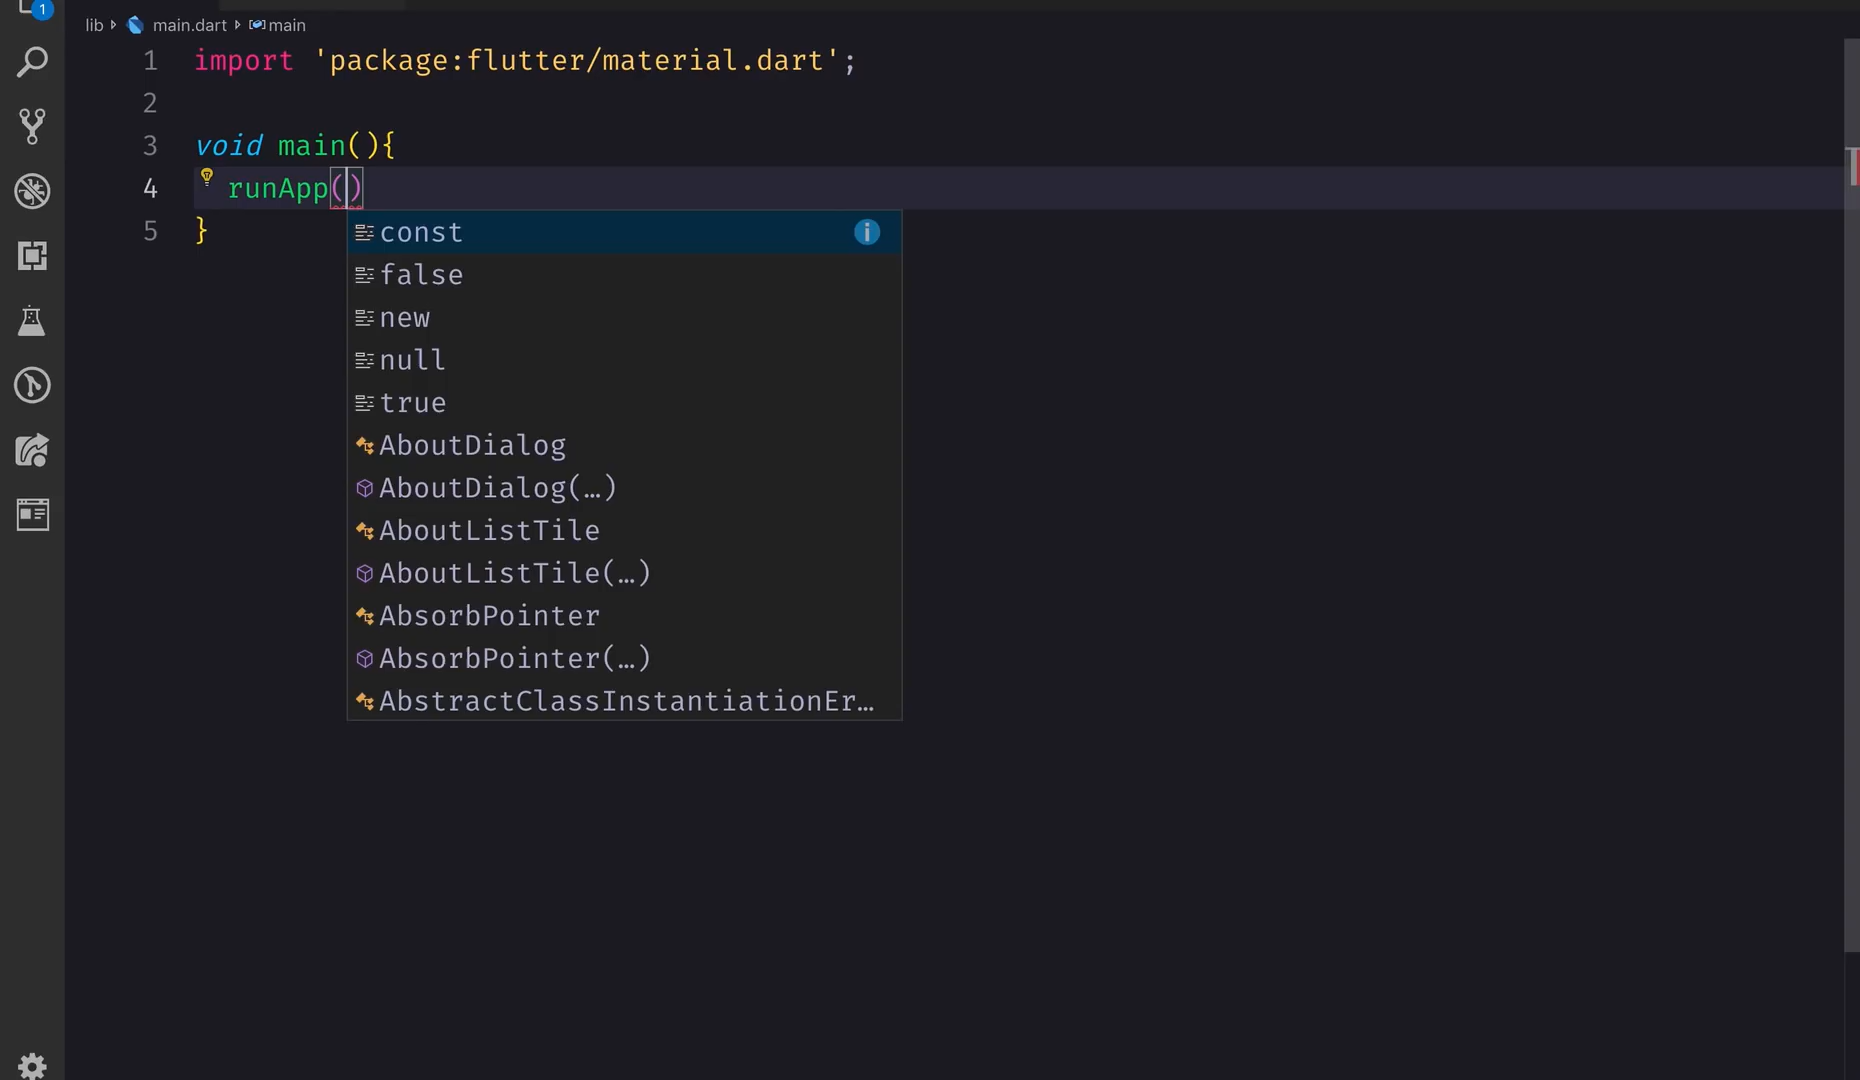 1
lib main.dart main
1 import 'package:flutter/material.dart';
2
3 void main(){
4 runApp()
5 }
const
false
new
null
true
AboutDialog
AboutDialog(…)
AboutListTile
AboutListTile(…)
AbsorbPointer
AbsorbPointer(…)
AbstractClassInstantiationEr…